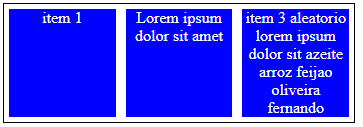 item 1
Lorem ipsum
dolor sit amet
item 3 aleatorio
lorem ipsum
dolor sit azeite
arroz feijao
oliveira
fernando